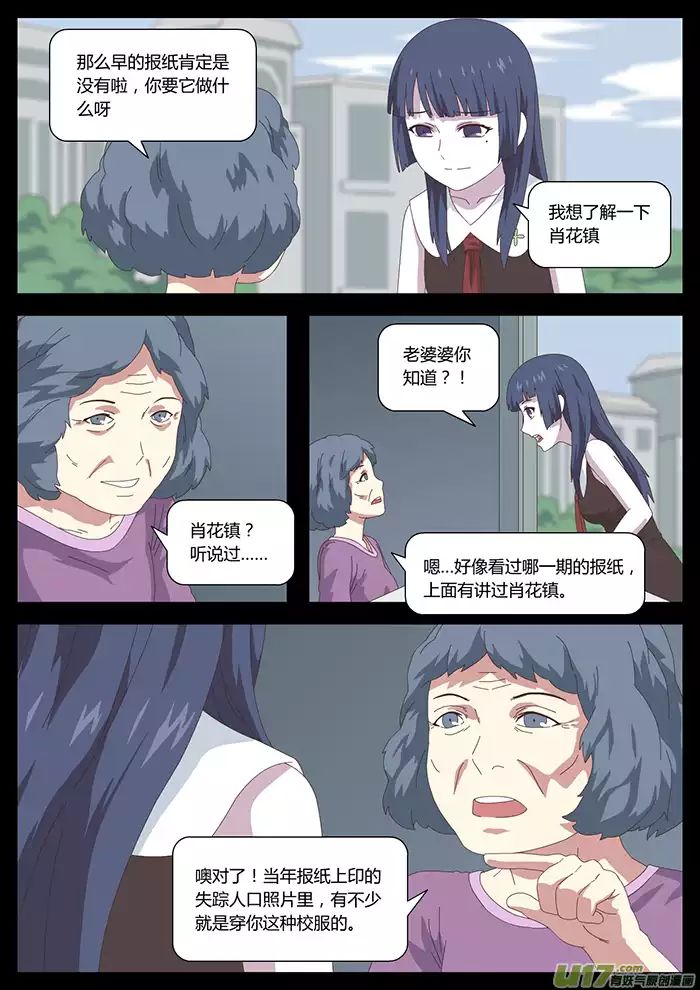 那么早的报纸肯定是
没有啦，你要它做什
么呀
我想了解一下
肖花镇
肖花镇？
听说过……
老婆婆你
知道？！
嗯…好像看过哪一期的报纸，
上面有讲过肖花镇。
噢对了！当年报纸上印的
失踪人口照片里，有不少
就是穿你这种校服的。
U17.com
有妖气原创漫画